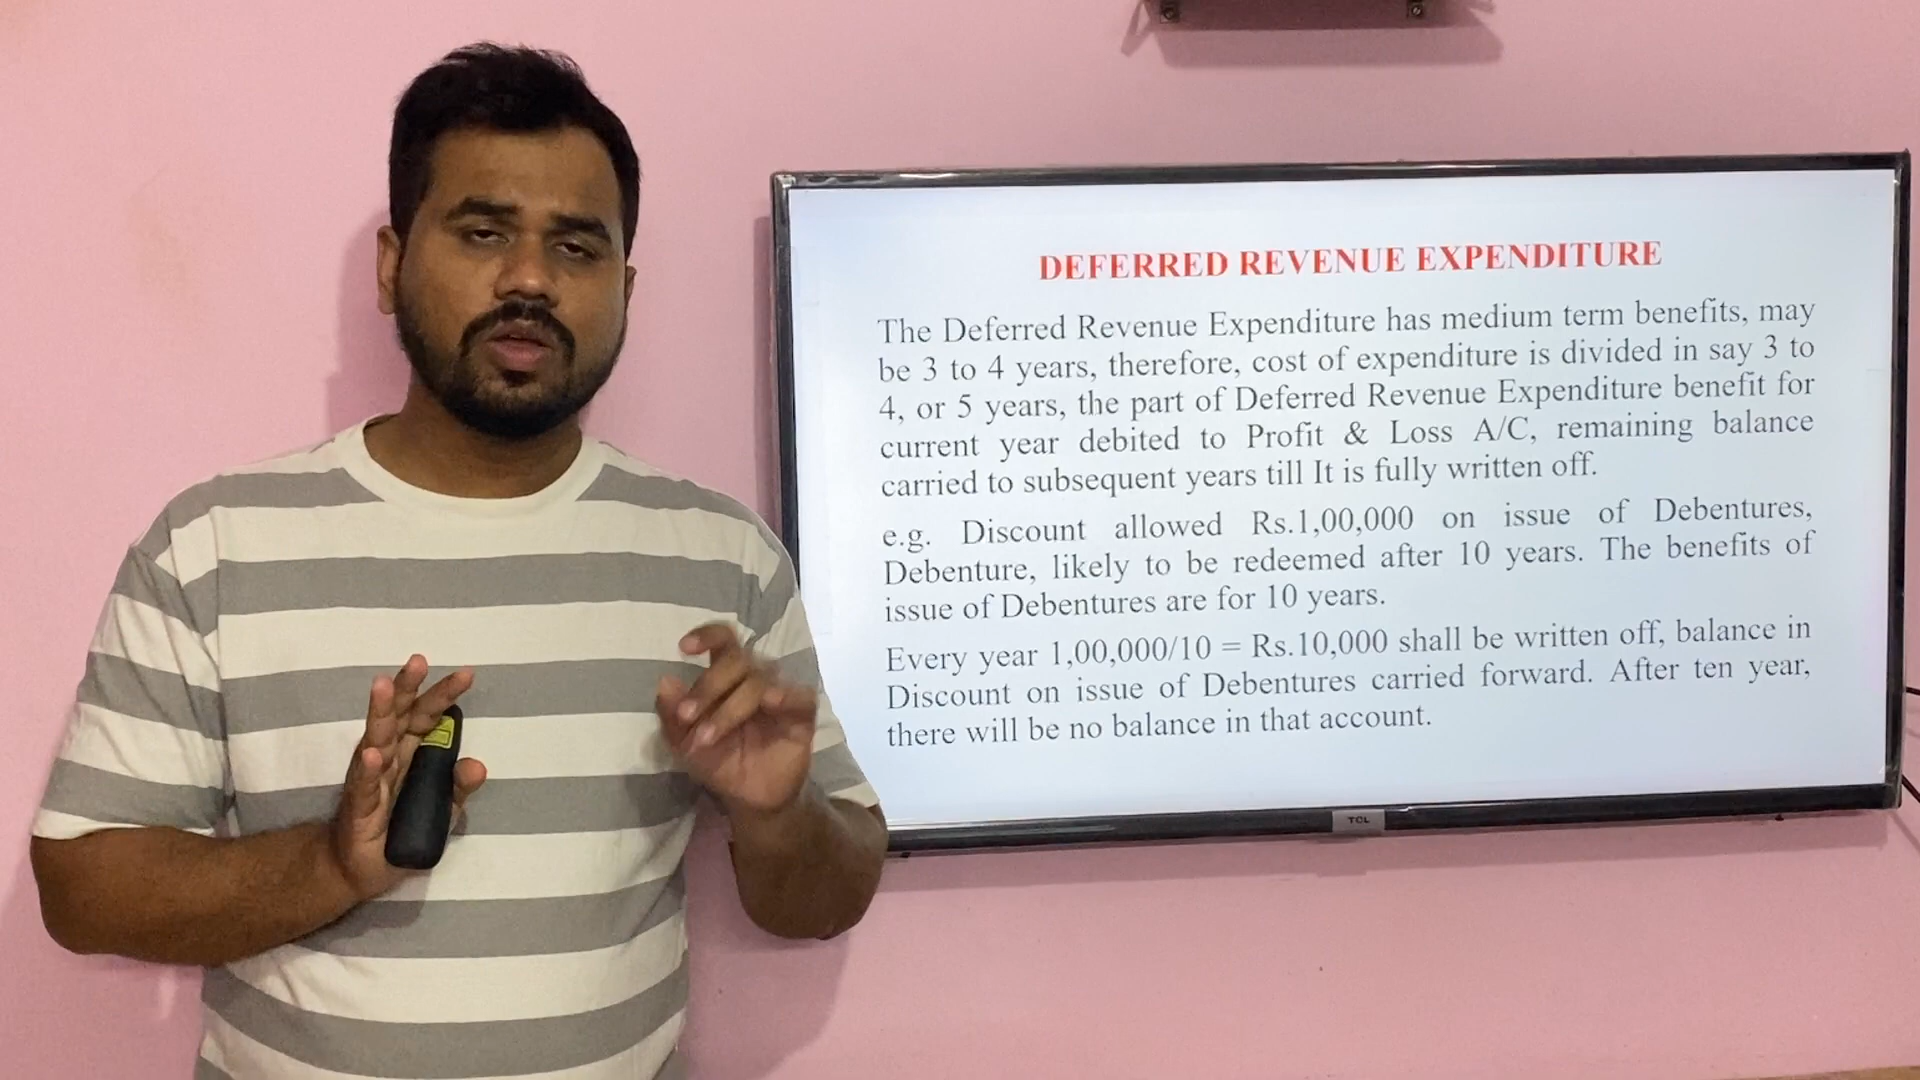 DEFERRED REVENUE EXPENDITURE
The Deferred Revenue Expenditure has medium term benefits, may
be 3 to 4 years, therefore, cost of expenditure is divided in say 3 to
4, or 5 years, the part of Deferred Revenue Expenditure benefit for
current year debited to Profit & Loss A/C, remaining balance
carried to subsequent years till It is fully written off.
e.g. Discount allowed Rs.1,00,000 on issue of Debentures,
Debenture, likely to be redeemed after 10 years. The benefits of
issue of Debentures are for 10 years.
Every year 1,00,000/10 = Rs.10,000 shall be written off, balance in
Discount on issue of Debentures carried forward. After ten year,
there will be no balance in that account.
TCL